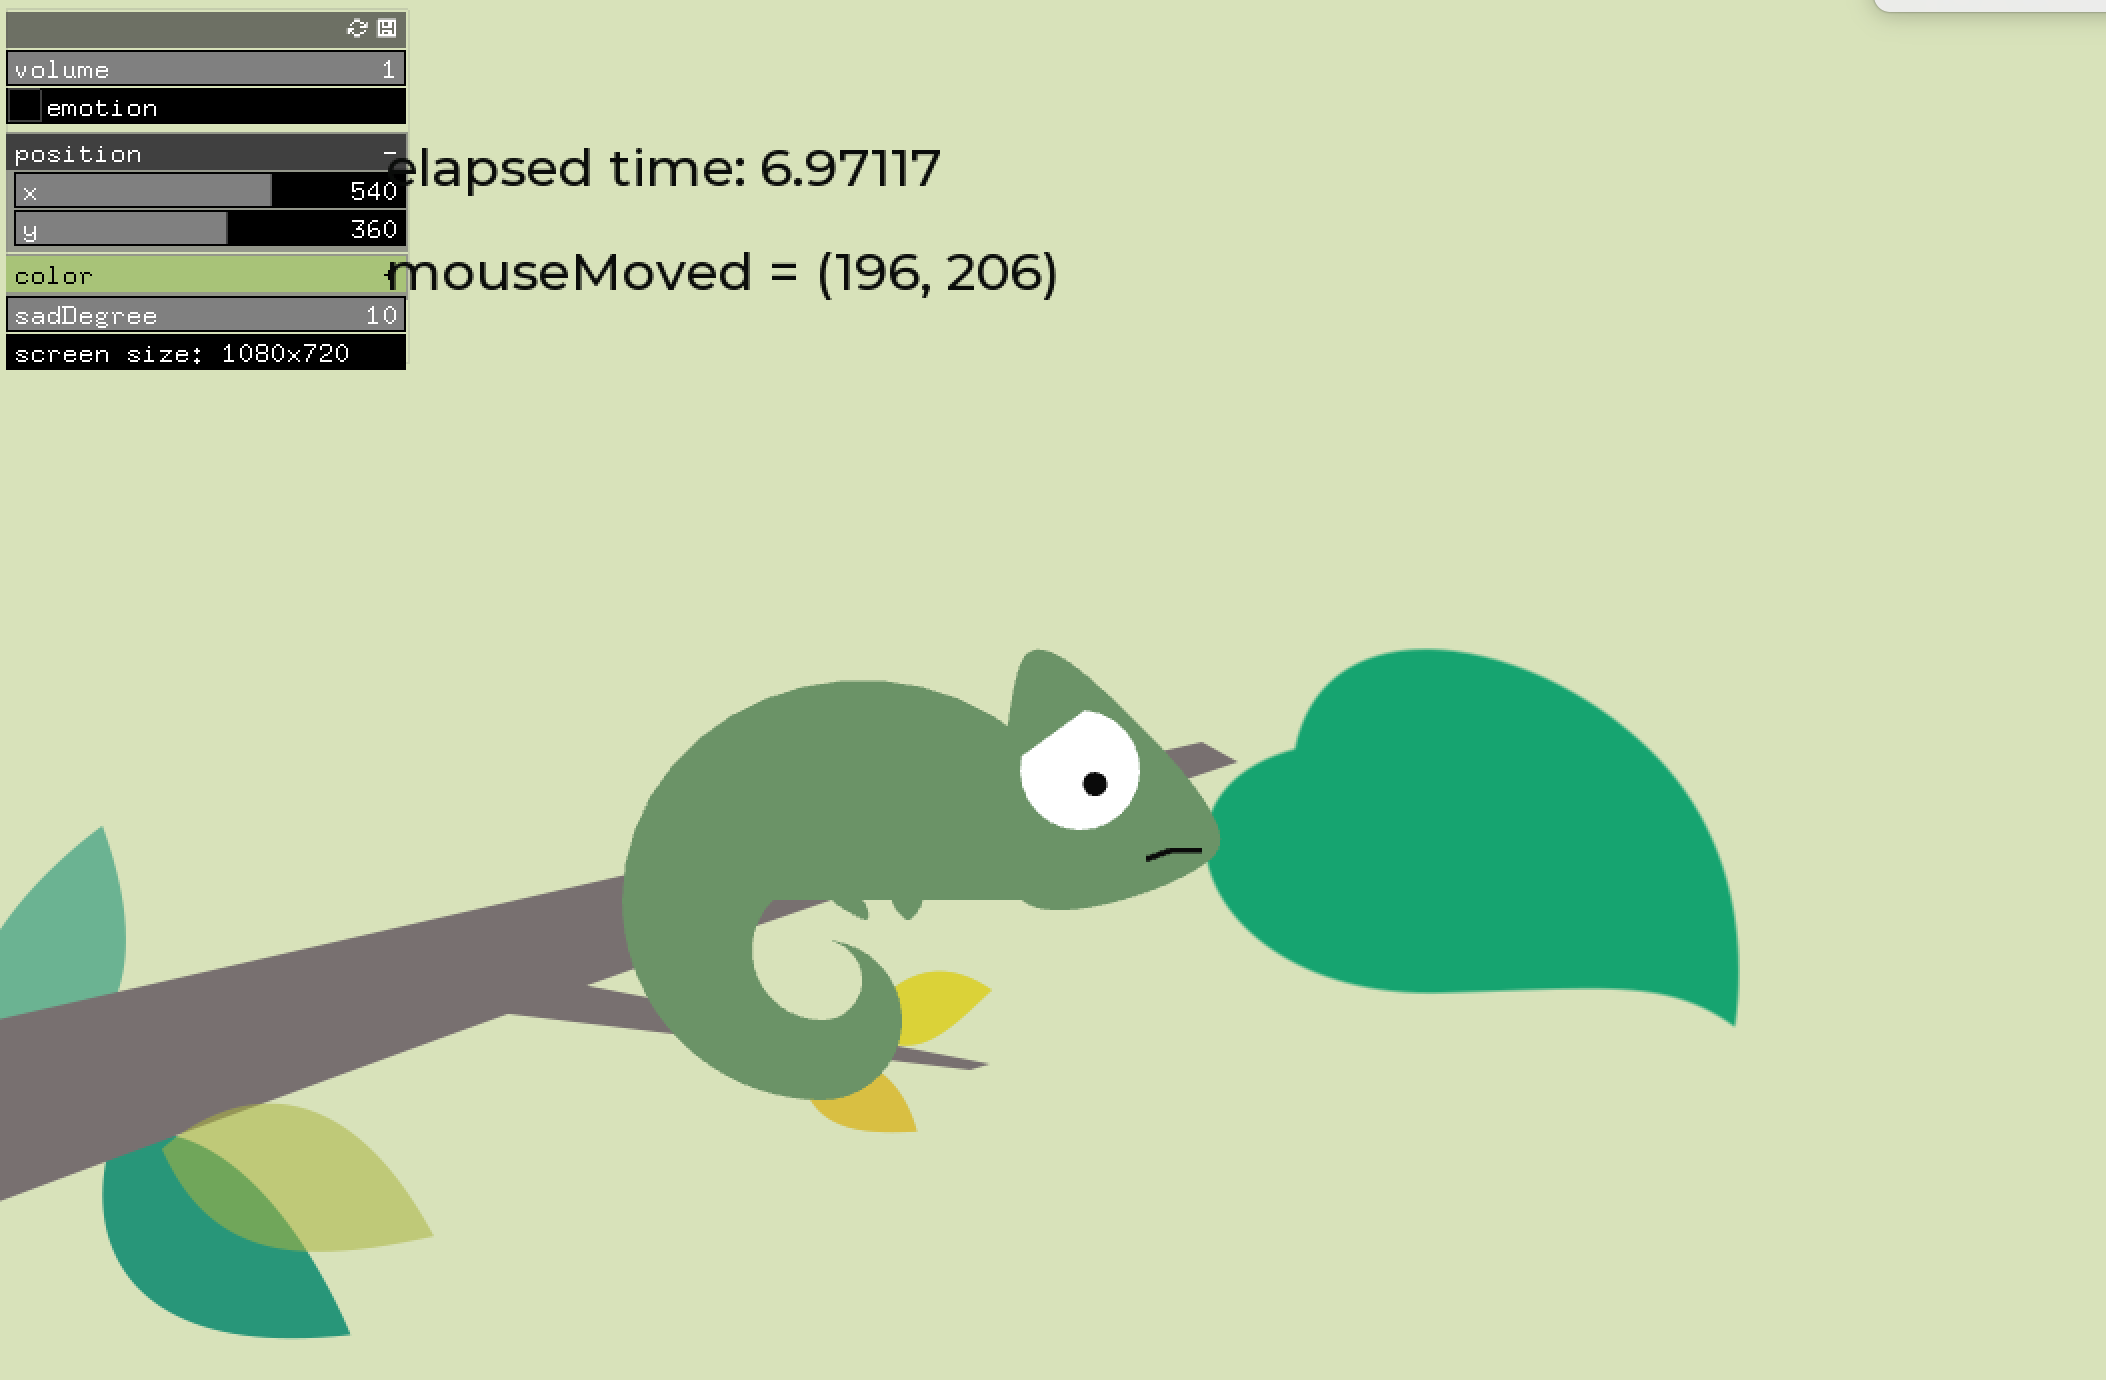 volume 1
emotion
position -
x 540
y 360
color +
sadDegree 10
screen size: 1080x720
elapsed time: 6.97117
mouseMoved = (196, 206)